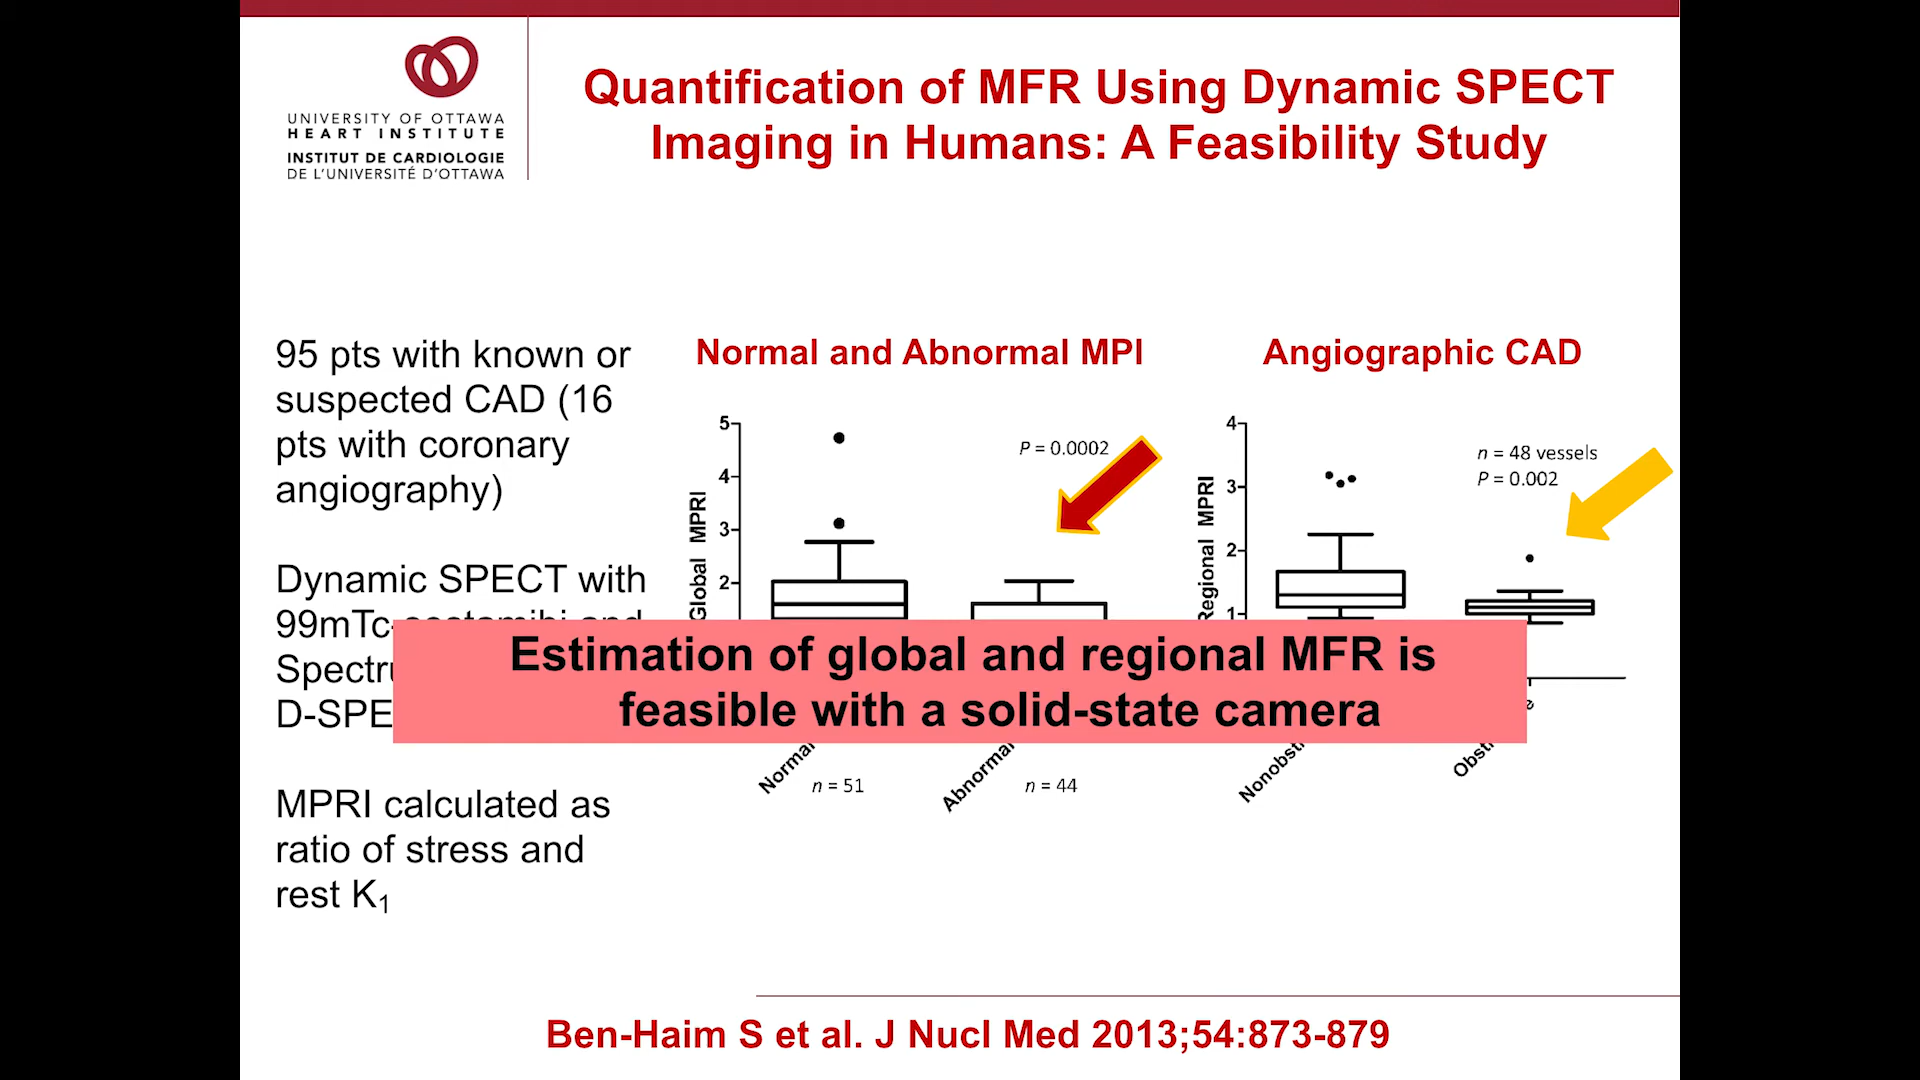 UNIVERSITY OF OTTAWA
HEART INSTITUTE
INSTITUT DE CARDIOLOGIE
DE L'UNIVERSITÉ D'OTTAWA
Quantification of MFR Using Dynamic SPECT
Imaging in Humans: A Feasibility Study
95 pts with known or
suspected CAD (16
pts with coronary
angiography)
Dynamic SPECT with
99mTc-sestamibi and
D-SPE
MPRI calculated as
ratio of stress and
rest K1
Normal and Abnormal MPI
5
4
3
2
Global MPRI
P = 0.0002
n = 51
n = 44
Angiographic CAD
4
3
2
1
Regional MPRI
n = 48 vessels
P = 0.002
Estimation of global and regional MFR is
feasible with a solid-state camera
Ben-Haim S et al. J Nucl Med 2013;54:873-879